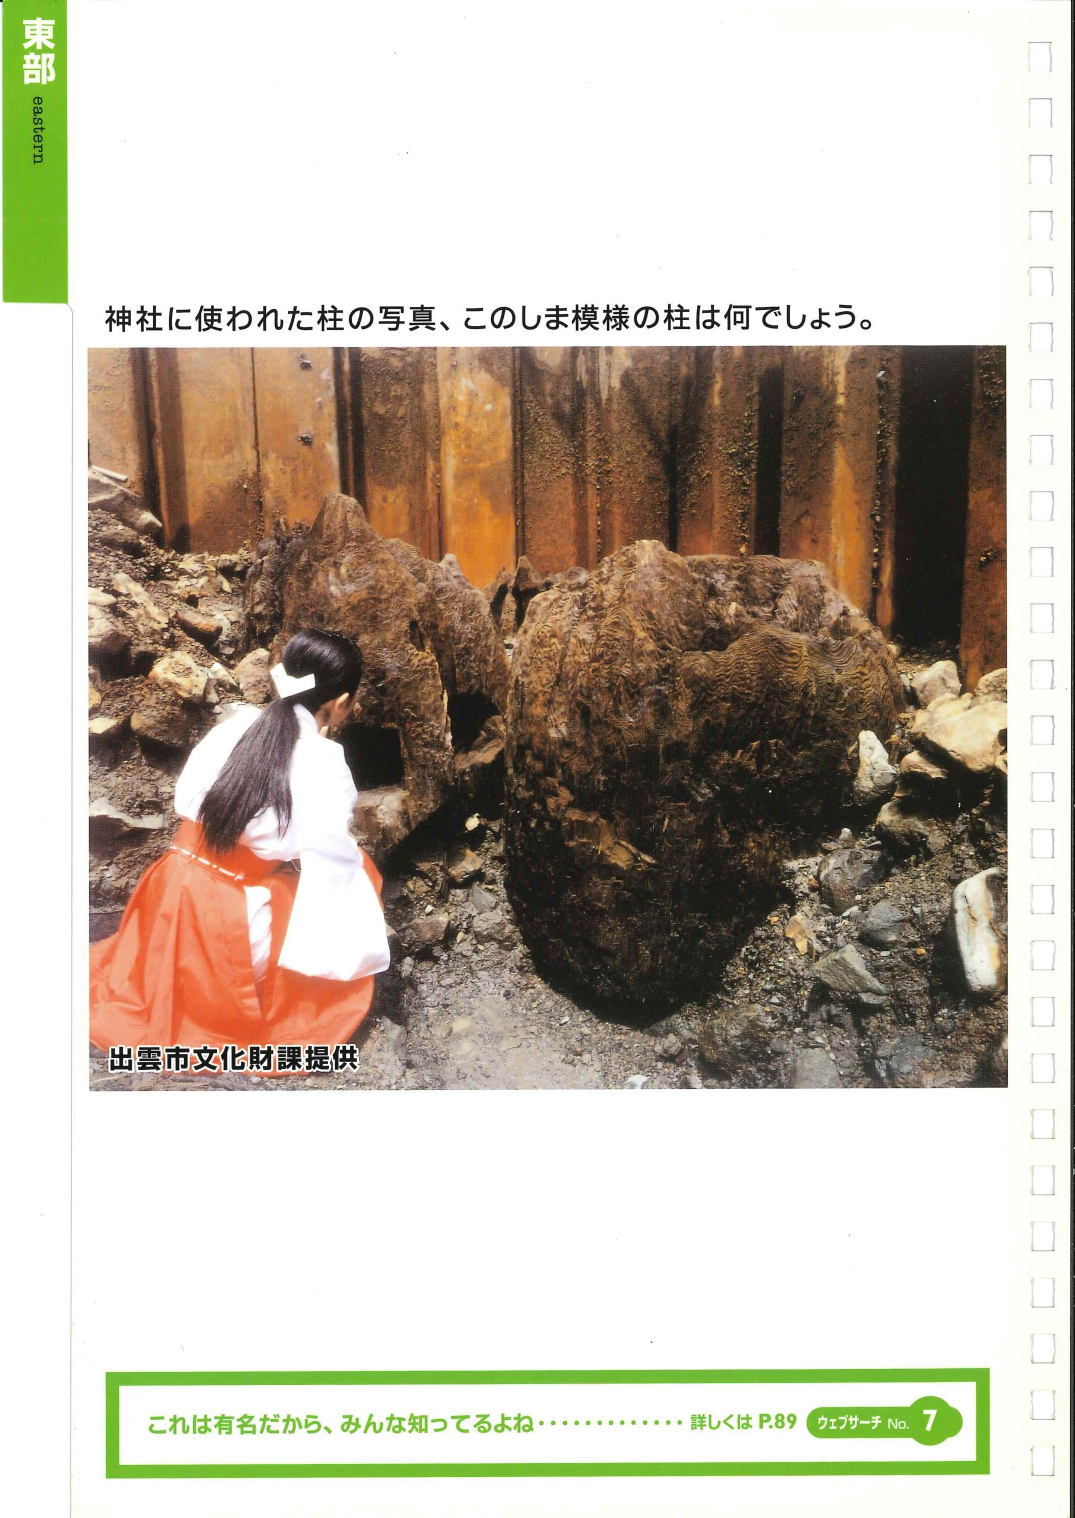 東部
eastern
神社に使われた柱の写真、このしま模様の柱は何でしょう。
出雲市文化財課提供
これは有名だから、みんな知ってるよね・・・・・・・・・・・・・ 詳しくは P.89 ウェブサーチ No. 7